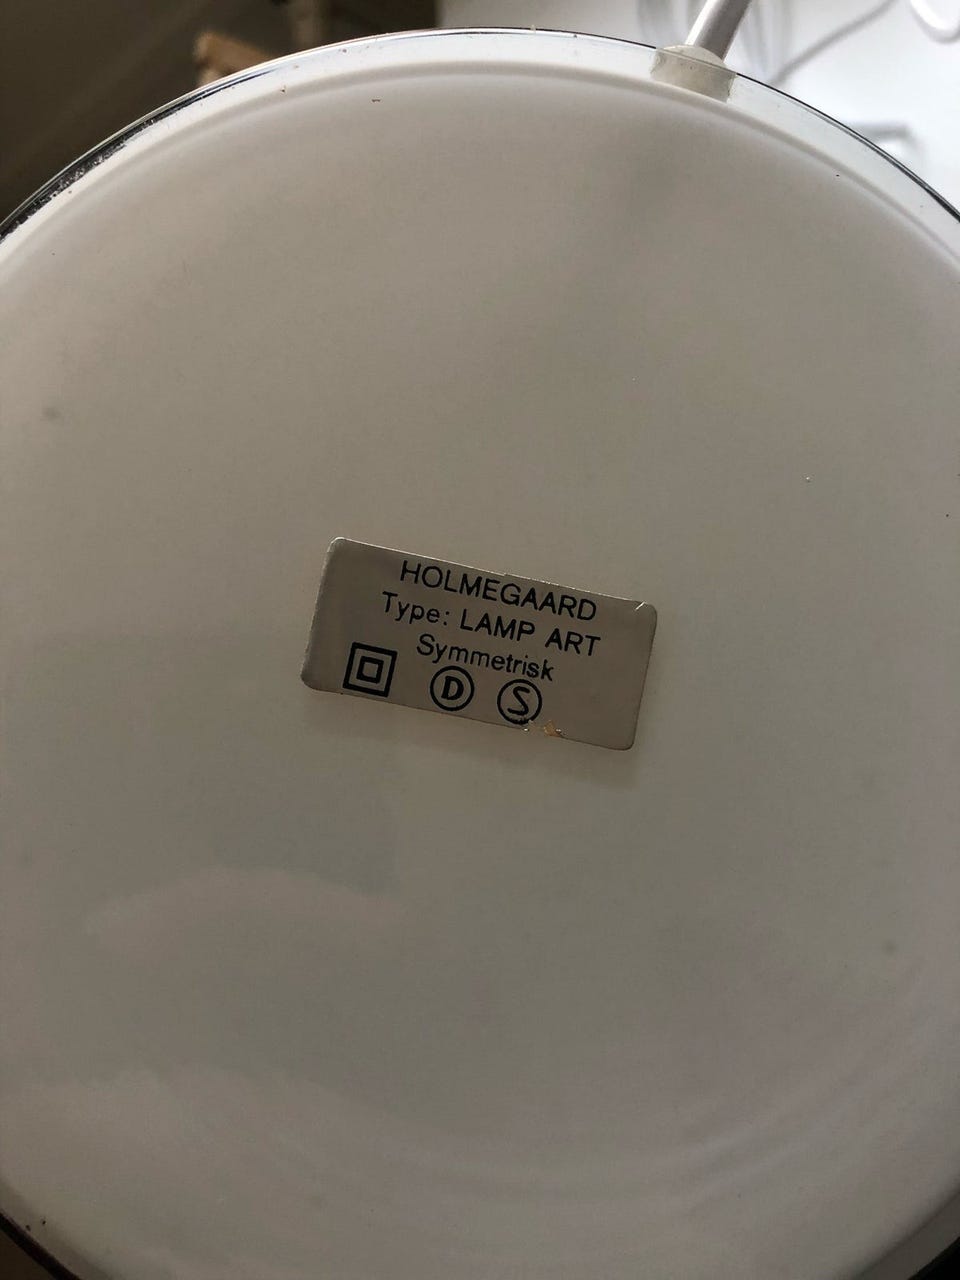 HOLMEGAARD
Type: LAMP ART
Symmetrisk
D S